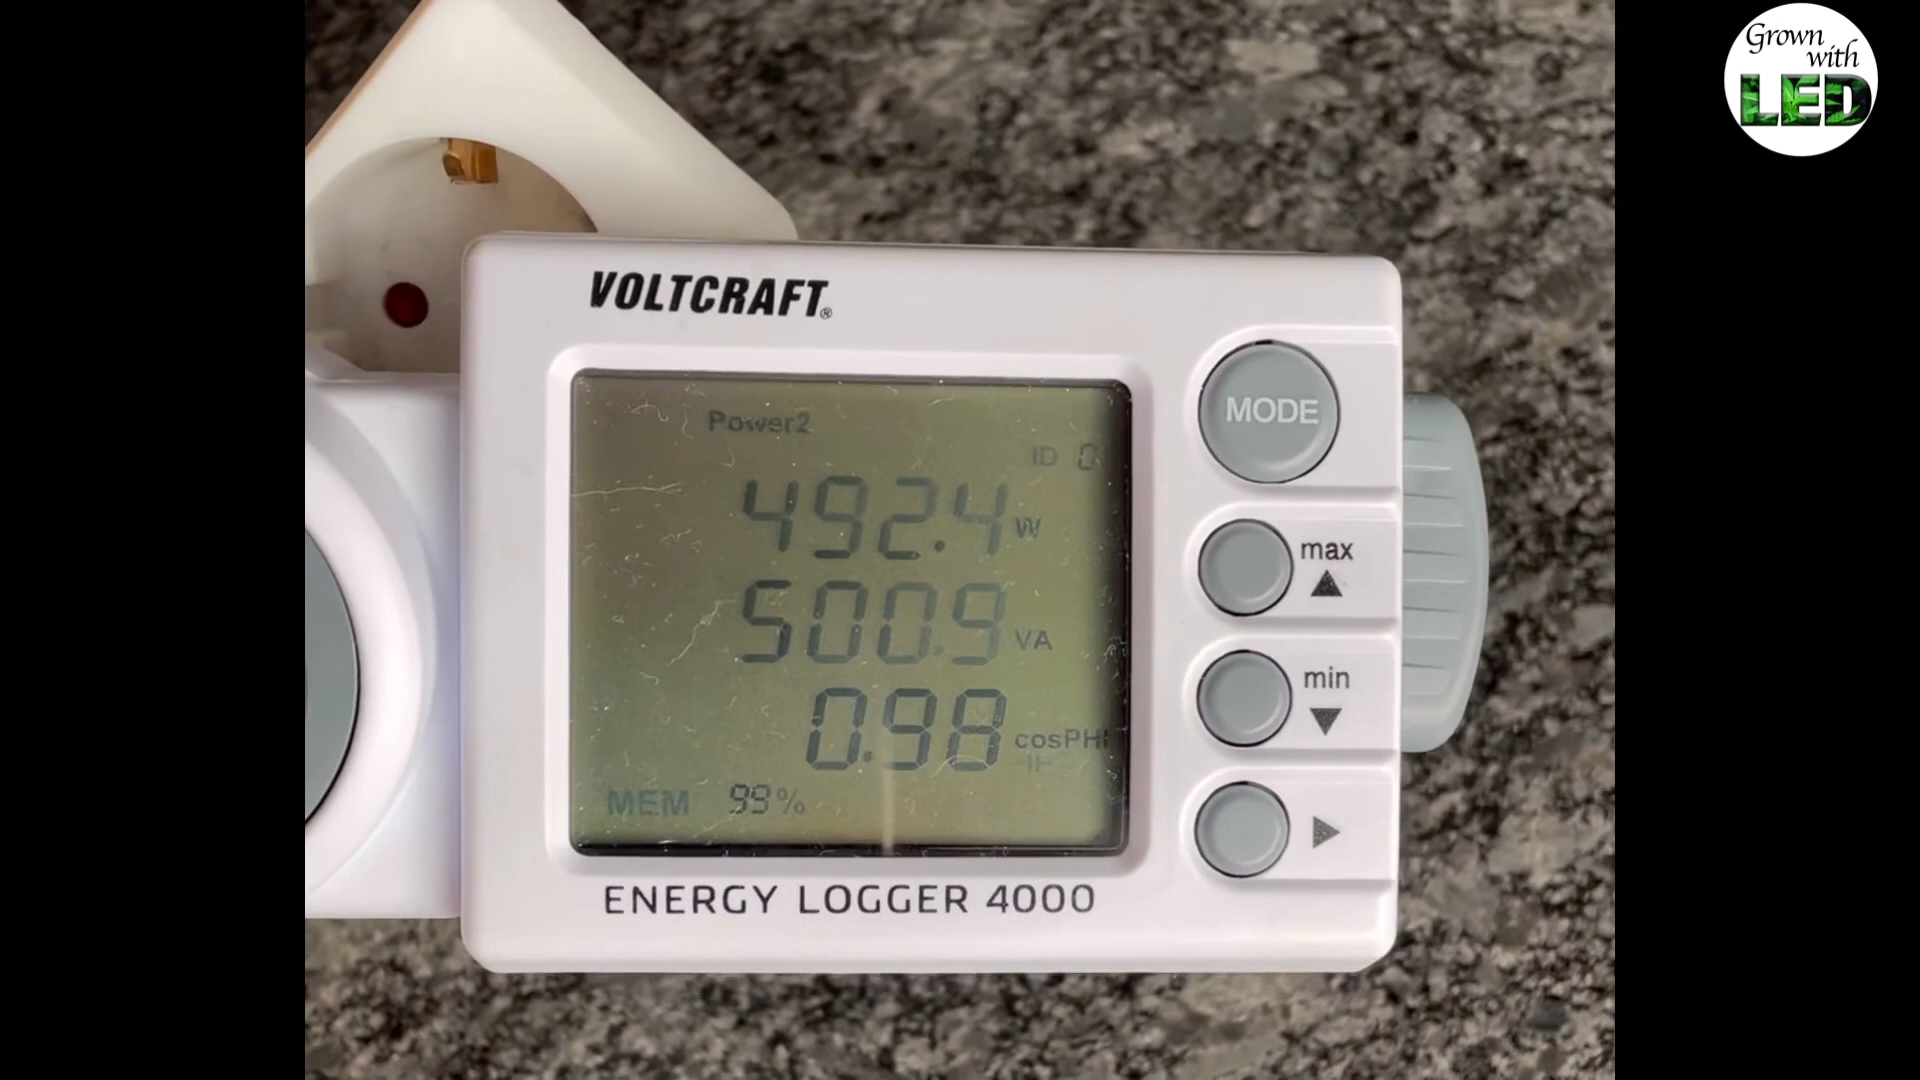 Grown
with
LED
VOLTCRAFT®
MODE
Power2
ID 0
492.4 W
max
500.9 VA
min
0.98 cosPHI
MEM 99%
ENERGY LOGGER 4000